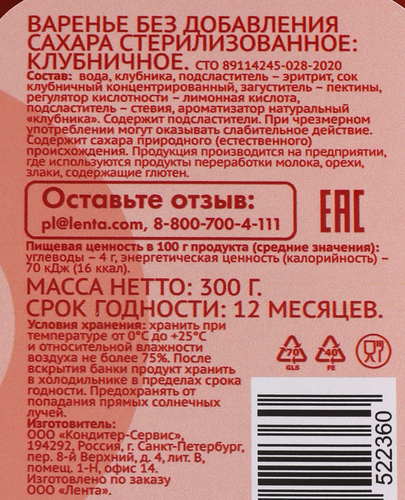 ВАРЕНЬЕ БЕЗ ДОБАВЛЕНИЯ
САХАРА СТЕРИЛИЗОВАННОЕ:
КЛУБНИЧНОЕ. СТО 89114245-028-2020
Состав: вода, клубника, подсластитель – эритрит, сок
клубничный концентрированный, загуститель – пектины,
регулятор кислотности – лимонная кислота,
подсластитель – стевия, ароматизатор натуральный
«клубника». Содержит подсластители. При чрезмерном
употреблении могут оказывать слабительное действие.
Содержит сахара природного (естественного)
происхождения. Продукция производится на предприятии,
где используются продукты переработки молока, орехи,
злаки, содержащие глютен.
Оставьте отзыв:
pl@lenta.com, 8-800-700-4-111
EAC
Пищевая ценность в 100 г продукта (средние значения):
углеводы – 4 г, энергетическая ценность (калорийность) –
70 кДж (16 ккал).
МАССА НЕТТО: 300 Г.
СРОК ГОДНОСТИ: 12 МЕСЯЦЕВ.
Условия хранения: хранить при
температуре от 0°С до +25°С
и относительной влажности
воздуха не более 75%. После
вскрытия банки продукт хранить
в холодильнике в пределах срока
годности. Предохранять от
попадания прямых солнечных
лучей.
70 40
GLS FE
Изготовитель:
ООО «Кондитер-Сервис»,
194292, Россия, г. Санкт-Петербург,
пер. 8-й Верхний, д. 4, лит. В,
помещ. 1-Н, офис 14.
Изготовлено по заказу
ООО «Лента».
522360